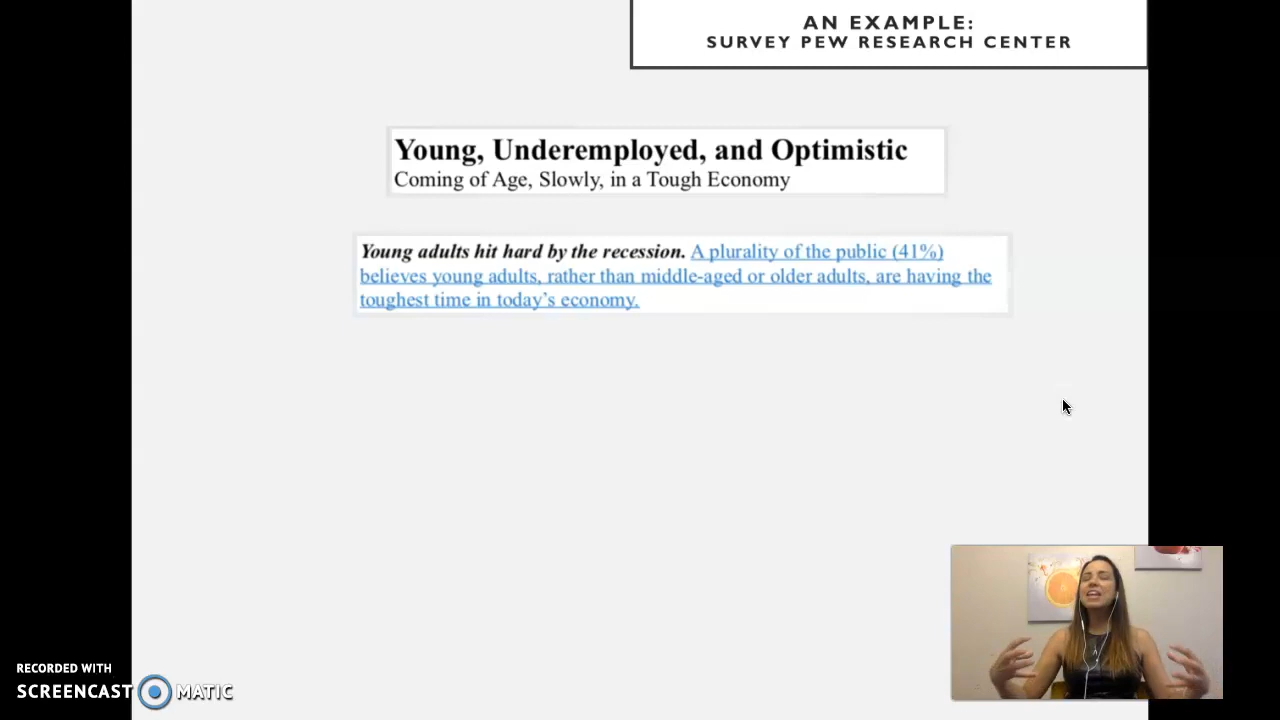 AN EXAMPLE:
SURVEY PEW RESEARCH CENTER
Young, Underemployed, and Optimistic
Coming of Age, Slowly, in a Tough Economy
Young adults hit hard by the recession. A plurality of the public (41%)
believes young adults, rather than middle-aged or older adults, are having the
toughest time in today's economy.
RECORDED WITH
SCREENCAST MATIC